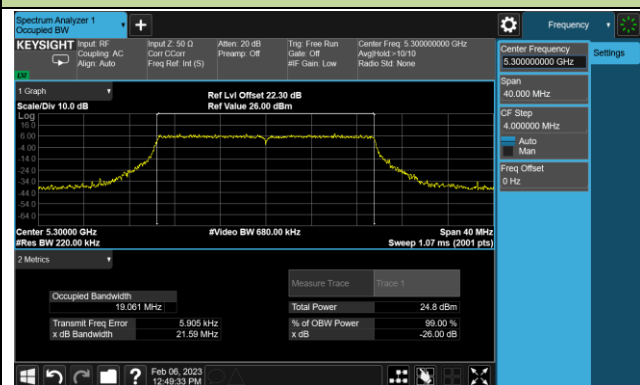 Spectrum Analyzer 1
Occupied BW
Frequency
KEYSIGHT
Input: RF
Coupling: AC
Align: Auto
Input Z: 50 Ω
Corr CCorr
Freq Ref: Int (S)
Atten: 20 dB
Preamp: Off
Trig: Free Run
Gate: Off
#IF Gain: Low
Center Freq: 5.300000000 GHz
Avg|Hold >10/10
Radio Std: None
Center Frequency
5.300000000 GHz
Settings
Span
40.000 MHz
CF Step
4.000000 MHz
Auto
Man
Freq Offset
0 Hz
1 Graph
Scale/Div 10.0 dB
Ref Lvl Offset 22.30 dB
Ref Value 26.00 dBm
Log
16.0
6.00
-4.00
-14.0
-24.0
-34.0
-44.0
-54.0
-64.0
Center 5.30000 GHz
#Res BW 220.00 kHz
#Video BW 680.00 kHz
Span 40 MHz
Sweep 1.07 ms (2001 pts)
2 Metrics
Measure Trace Trace 1
Occupied Bandwidth
19.061 MHz
Total Power 24.8 dBm
Transmit Freq Error 5.905 kHz
% of OBW Power 99.00 %
x dB Bandwidth 21.59 MHz
x dB -26.00 dB
Feb 06, 2023
12:49:33 PM